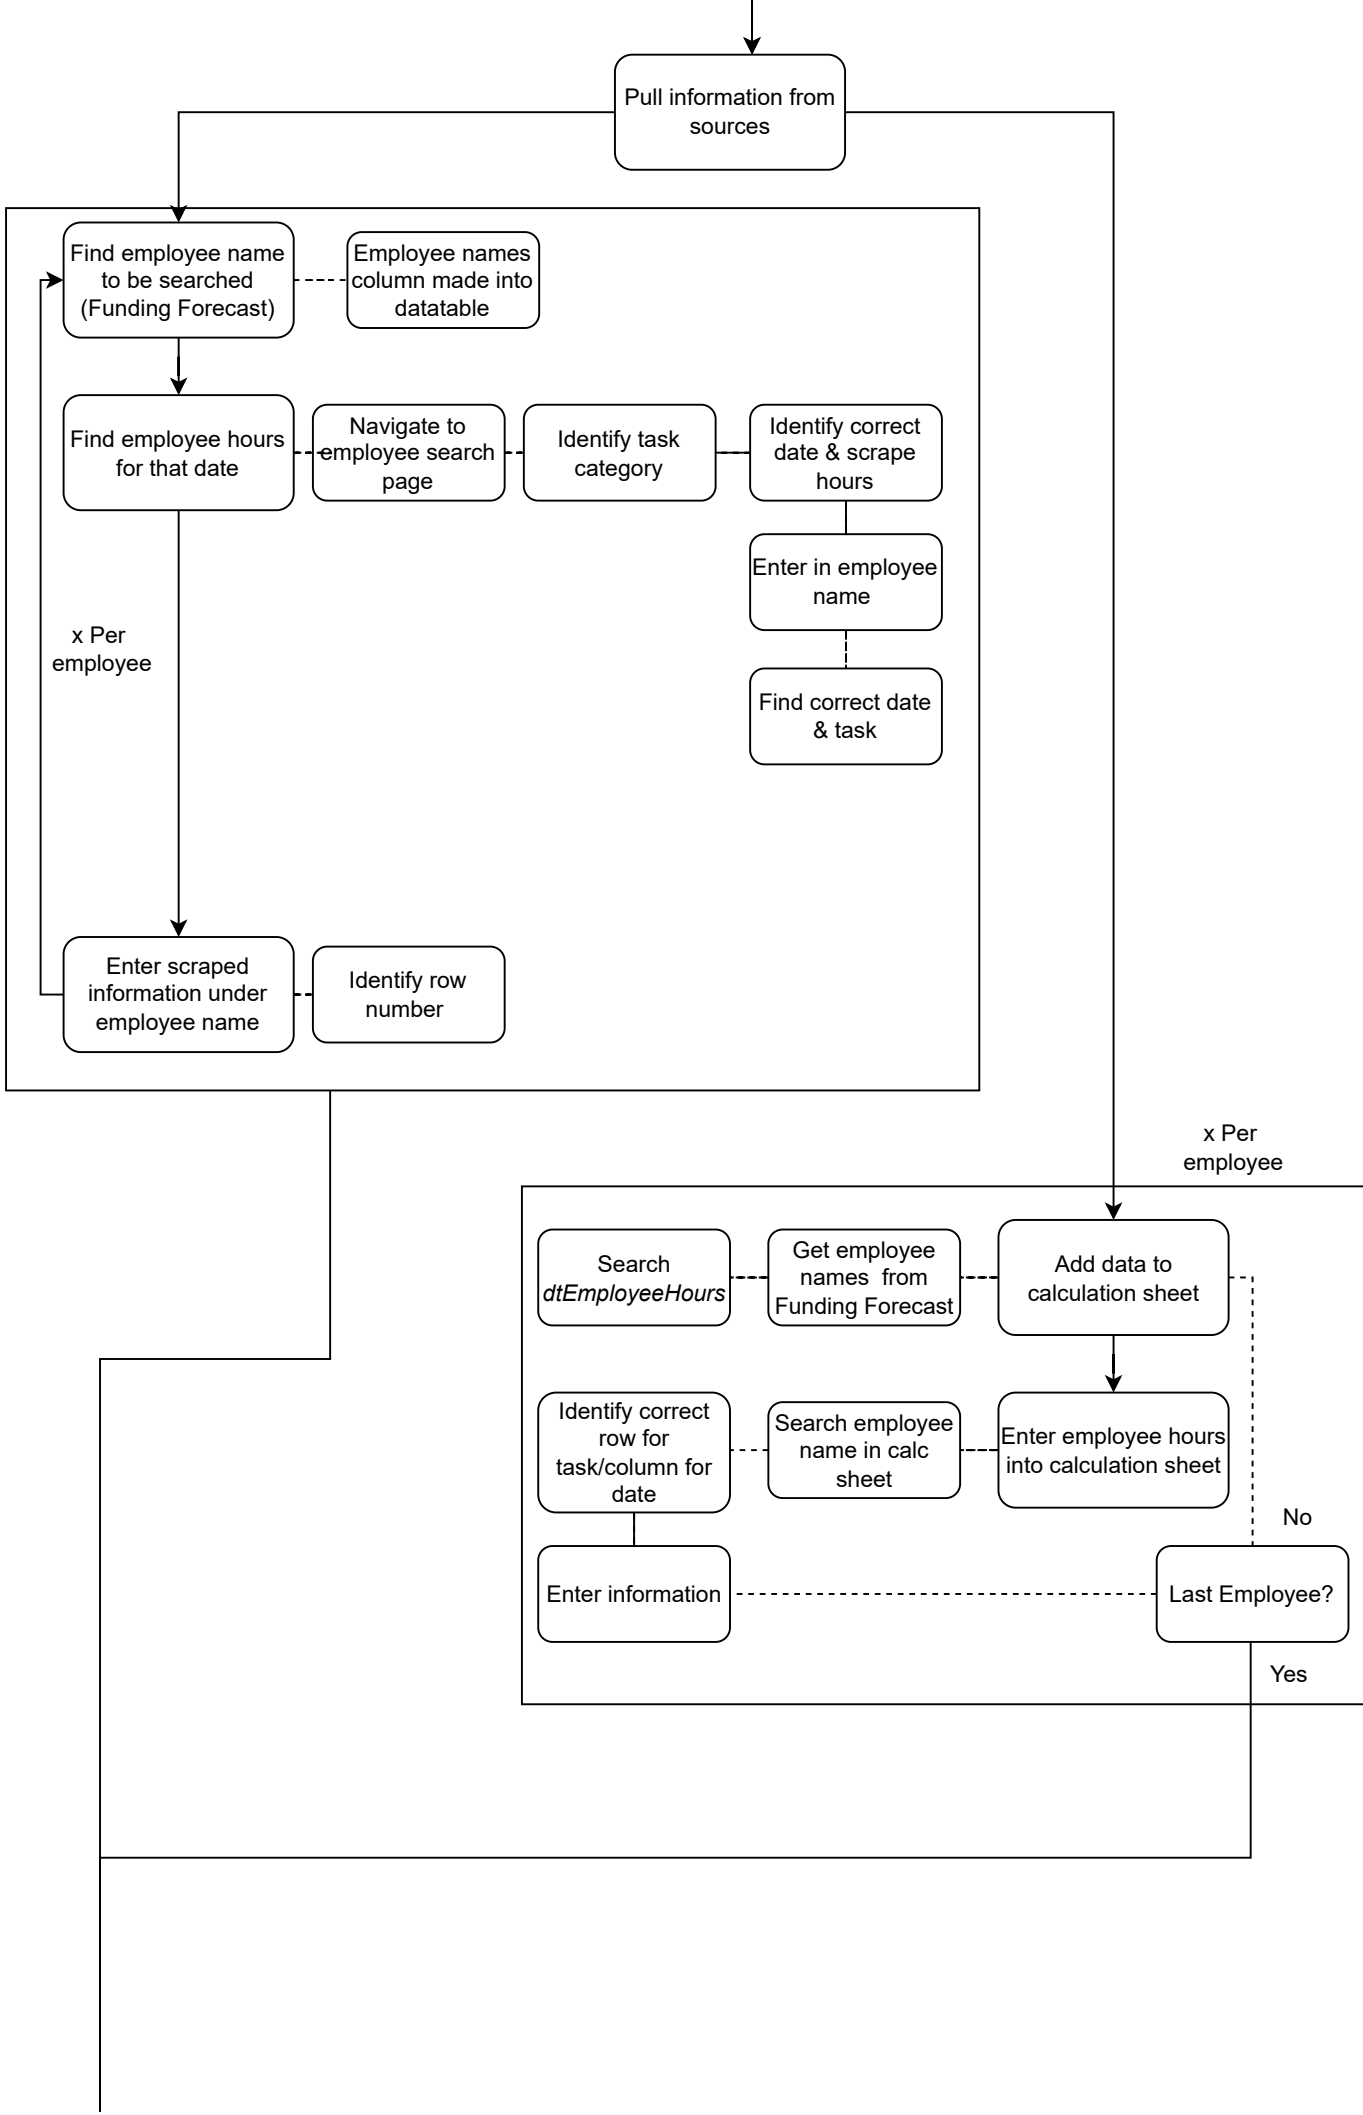 Pull information from
sources
Find employee name
to be searched
(Funding Forecast)
Employee names
column made into
datatable
Find employee hours
for that date
Navigate to
employee search
page
Identify task
category
Identify correct
date & scrape
hours
Enter in employee
name
Find correct date
& task
x Per
employee
Enter scraped
information under
employee name
Identify row
number
x Per
employee
Search
dtEmployeeHours
Get employee
names  from
Funding Forecast
Add data to
calculation sheet
Identify correct
row for
task/column for
date
Search employee
name in calc
sheet
Enter employee hours
into calculation sheet
No
Enter information
Last Employee?
Yes